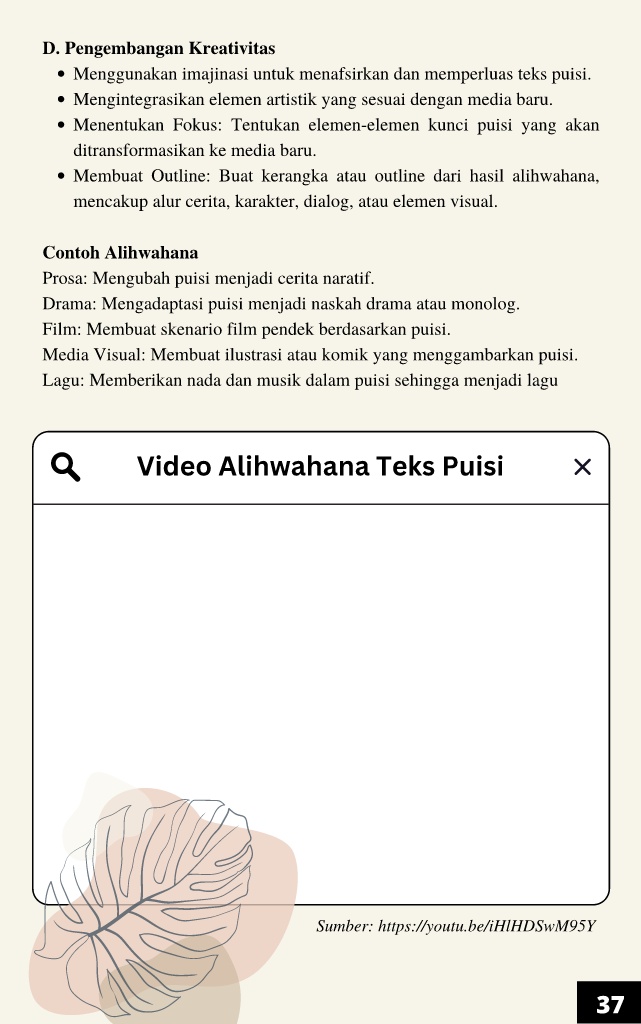 D. Pengembangan Kreativitas
• Menggunakan imajinasi untuk menafsirkan dan memperluas teks puisi.
• Mengintegrasikan elemen artistik yang sesuai dengan media baru.
• Menentukan Fokus: Tentukan elemen-elemen kunci puisi yang akan
ditransformasikan ke media baru.
• Membuat Outline: Buat kerangka atau outline dari hasil alihwahana,
mencakup alur cerita, karakter, dialog, atau elemen visual.
Contoh Alihwahana
Prosa: Mengubah puisi menjadi cerita naratif.
Drama: Mengadaptasi puisi menjadi naskah drama atau monolog.
Film: Membuat skenario film pendek berdasarkan puisi.
Media Visual: Membuat ilustrasi atau komik yang menggambarkan puisi.
Lagu: Memberikan nada dan musik dalam puisi sehingga menjadi lagu
Video Alihwahana Teks Puisi
Sumber: https://youtu.be/iHlHDSwM95Y
37